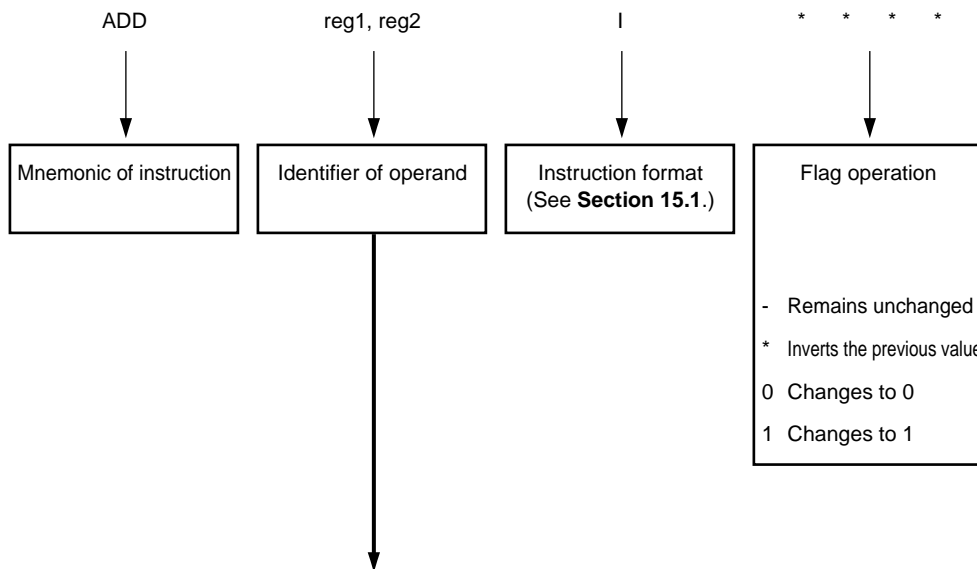 ADD reg1, reg2 I * * * *
Mnemonic of instruction
Identifier of operand
Instruction format
(See Section 15.1.)
Flag operation
- Remains unchanged
* Inverts the previous value
0 Changes to 0
1 Changes to 1